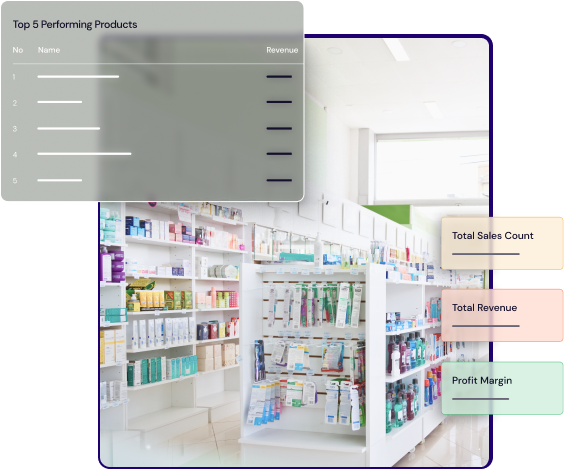 Top 5 Performing Products
No Name Revenue
1
2
3
4
5
Total Sales Count
Total Revenue
Profit Margin